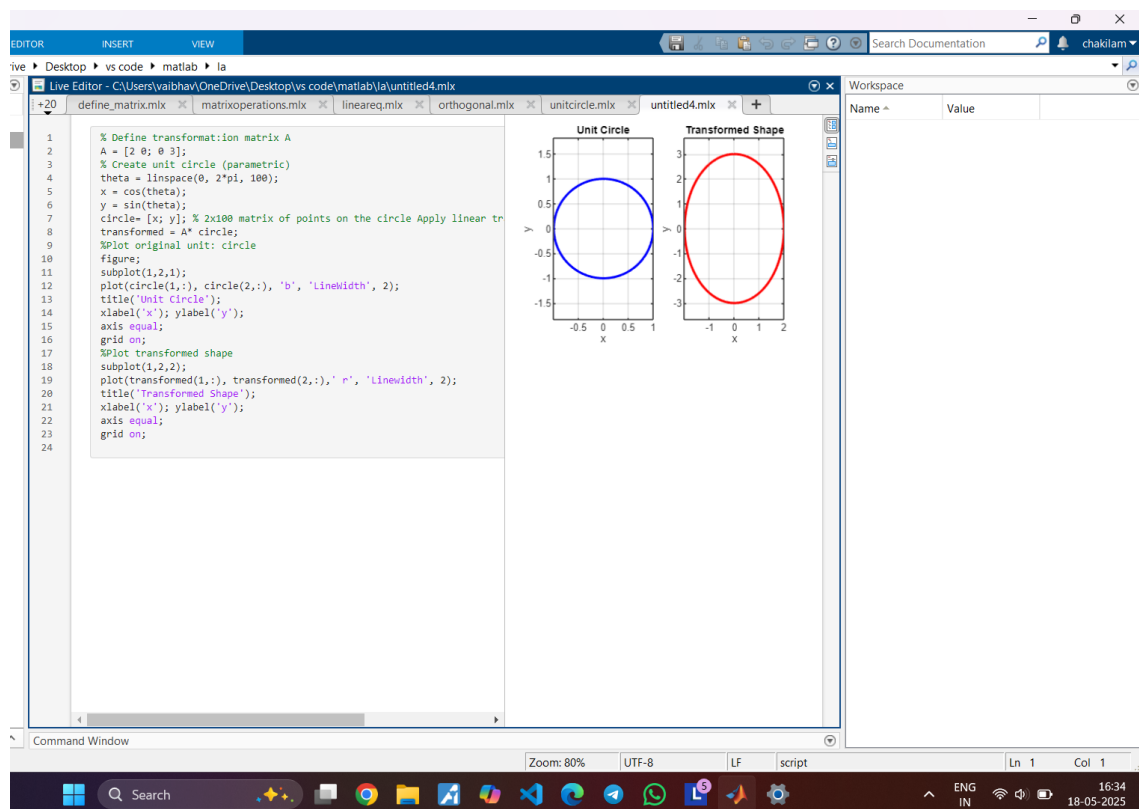 EDITOR INSERT VIEW Search Documentation chakilam
ive Desktop vs code matlab la
Live Editor - C:\Users\vaibhav\OneDrive\Desktop\vs code\matlab\la\untitled4.mlx
Workspace
+20 define_matrix.mlx matrixoperations.mlx lineareq.mlx orthogonal.mlx unitcircle.mlx untitled4.mlx
Name Value
1 % Define transformat:ion matrix A
2 A = [2 0; 0 3];
3 % Create unit circle (parametric)
4 theta = linspace(0, 2*pi, 100);
5 x = cos(theta);
6 y = sin(theta);
7 circle= [x; y]; % 2x100 matrix of points on the circle Apply linear tr
8 transformed = A* circle;
9 %Plot original unit: circle
10 figure;
11 subplot(1,2,1);
12 plot(circle(1,:), circle(2,:), 'b', 'LineWidth', 2);
13 title('Unit Circle');
14 xlabel('x'); ylabel('y');
15 axis equal;
16 grid on;
17 %Plot transformed shape
18 subplot(1,2,2);
19 plot(transformed(1,:), transformed(2,:),' r', 'Linewidth', 2);
20 title('Transformed Shape');
21 xlabel('x'); ylabel('y');
22 axis equal;
23 grid on;
24
Unit Circle
1.5
1
0.5
0
-0.5
-1
-1.5
y
-0.5 0 0.5 1
x
Transformed Shape
3
2
1
0
-1
-2
-3
y
-1 0 1 2
x
Command Window
Zoom: 80% UTF-8 LF script Ln 1 Col 1
Search
L 5
ENG
IN
16:34
18-05-2025